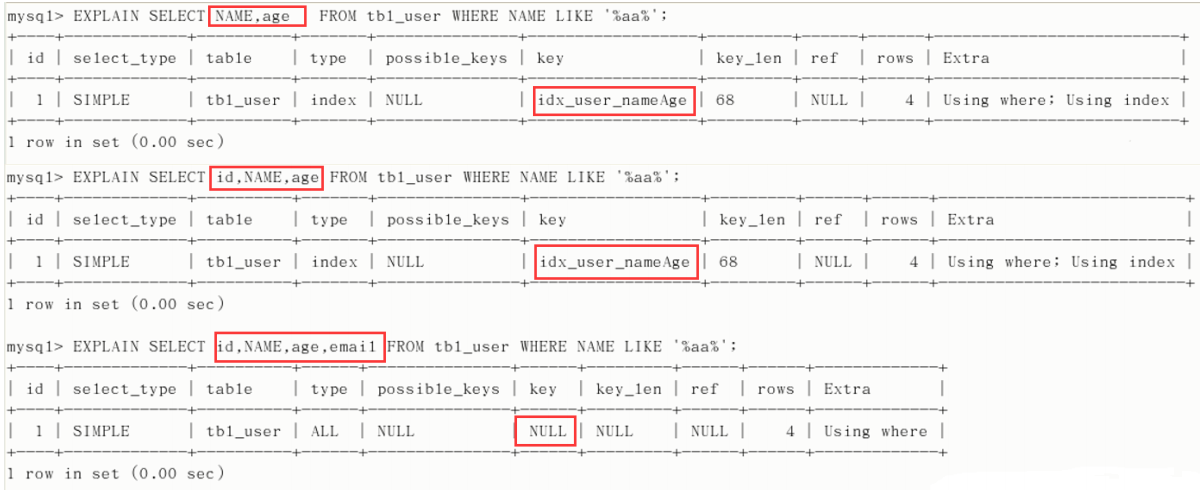 mysql> EXPLAIN SELECT NAME,age FROM tbl_user WHERE NAME LIKE '%aa%';
| id | select_type | table | type | possible_keys | key | key_len | ref | rows | Extra |
| 1 | SIMPLE | tbl_user | index | NULL | idx_user_nameAge | 68 | NULL | 4 | Using where; Using index |
1 row in set (0.00 sec)
mysql> EXPLAIN SELECT id,NAME,age FROM tbl_user WHERE NAME LIKE '%aa%';
| id | select_type | table | type | possible_keys | key | key_len | ref | rows | Extra |
| 1 | SIMPLE | tbl_user | index | NULL | idx_user_nameAge | 68 | NULL | 4 | Using where; Using index |
1 row in set (0.00 sec)
mysql> EXPLAIN SELECT id,NAME,age,email FROM tbl_user WHERE NAME LIKE '%aa%';
| id | select_type | table | type | possible_keys | key | key_len | ref | rows | Extra |
| 1 | SIMPLE | tbl_user | ALL | NULL | NULL | NULL | NULL | 4 | Using where |
1 row in set (0.00 sec)